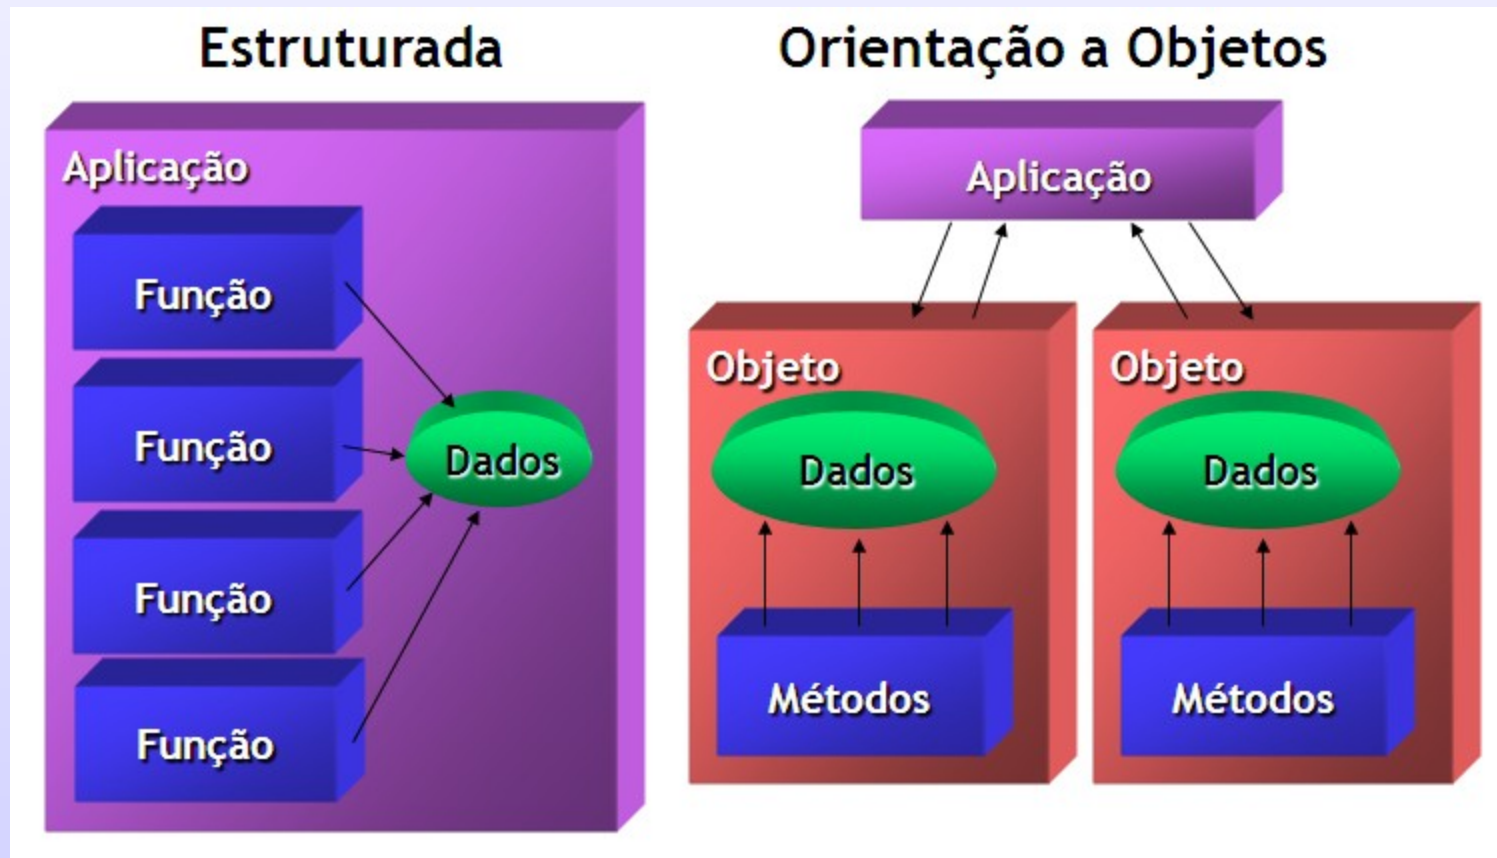 Estruturada
Aplicação
Função
Função
Função
Função
Dados
Orientação a Objetos
Aplicação
Objeto
Dados
Métodos
Objeto
Dados
Métodos